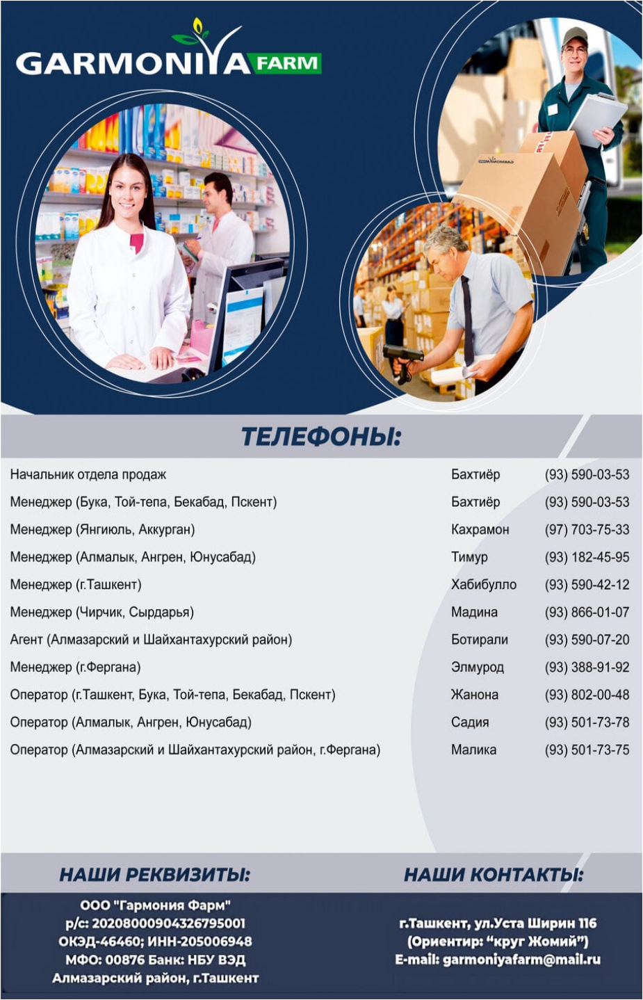 GARMONIYA FARM
GARMONIYA FARM
ТЕЛЕФОНЫ:
Начальник отдела продаж Бахтиёр (93) 590-03-53
Менеджер (Бука, Той-тепа, Бекабад, Пскент) Бахтиёр (93) 590-03-53
Менеджер (Янгиюль, Аккурган) Кахрамон (97) 703-75-33
Менеджер (Алмалык, Ангрен, Юнусабад) Тимур (93) 182-45-95
Менеджер (г.Ташкент) Хабибулло (93) 590-42-12
Менеджер (Чирчик, Сырдарья) Мадина (93) 866-01-07
Агент (Алмазарский и Шайхантахурский район) Ботирали (93) 590-07-20
Менеджер (г.Фергана) Элмурод (93) 388-91-92
Оператор (г.Ташкент, Бука, Той-тепа, Бекабад, Пскент) Жанона (93) 802-00-48
Оператор (Алмалык, Ангрен, Юнусабад) Садия (93) 501-73-78
Оператор (Алмазарский и Шайхантахурский район, г.Фергана) Малика (93) 501-73-75
НАШИ РЕКВИЗИТЫ:
ООО "Гармония Фарм"
р/с: 20208000904326795001
ОКЭД-46460; ИНН-205006948
МФО: 00876 Банк: НБУ ВЭД
Алмазарский район, г.Ташкент
НАШИ КОНТАКТЫ:
г.Ташкент, ул.Уста Ширин 116
(Ориентир: “круг Жомий”)
E-mail: garmoniyafarm@mail.ru